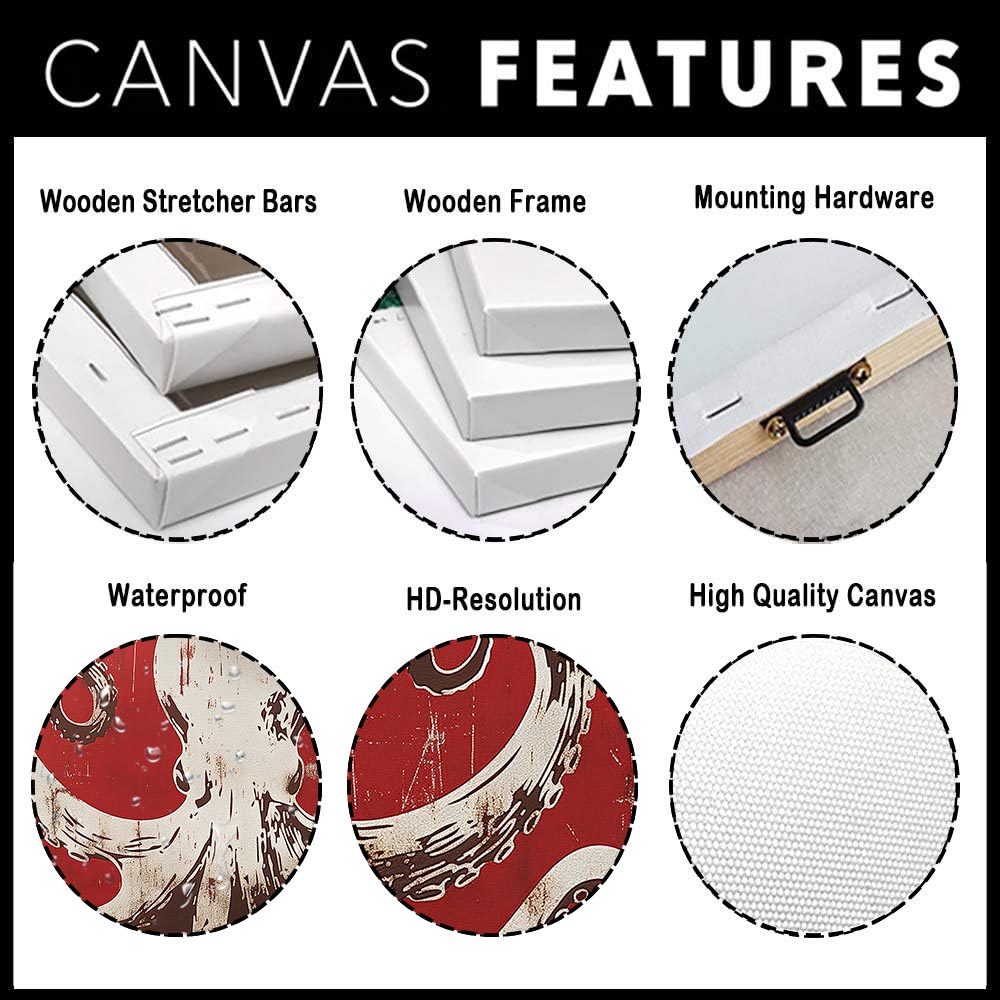 CANVAS FEATURES
Wooden Stretcher Bars
Wooden Frame
Mounting Hardware
Waterproof
HD-Resolution
High Quality Canvas